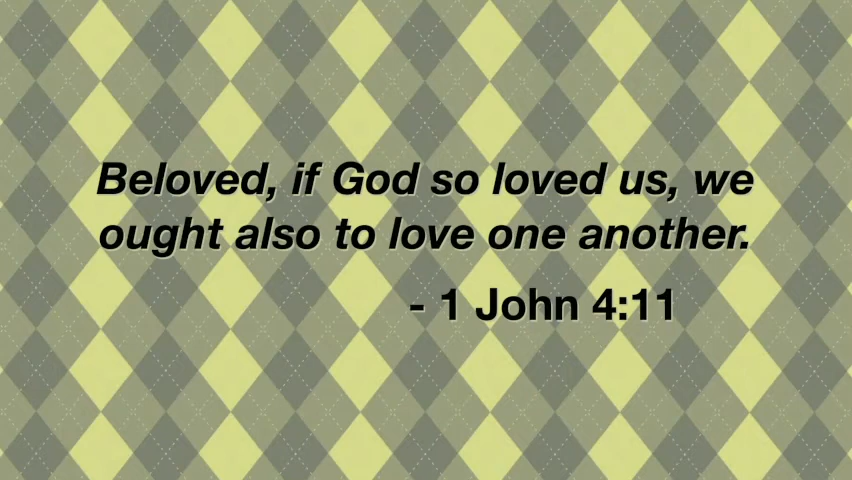 Beloved, if God so loved us, we
ought also to love one another.
- 1 John 4:11